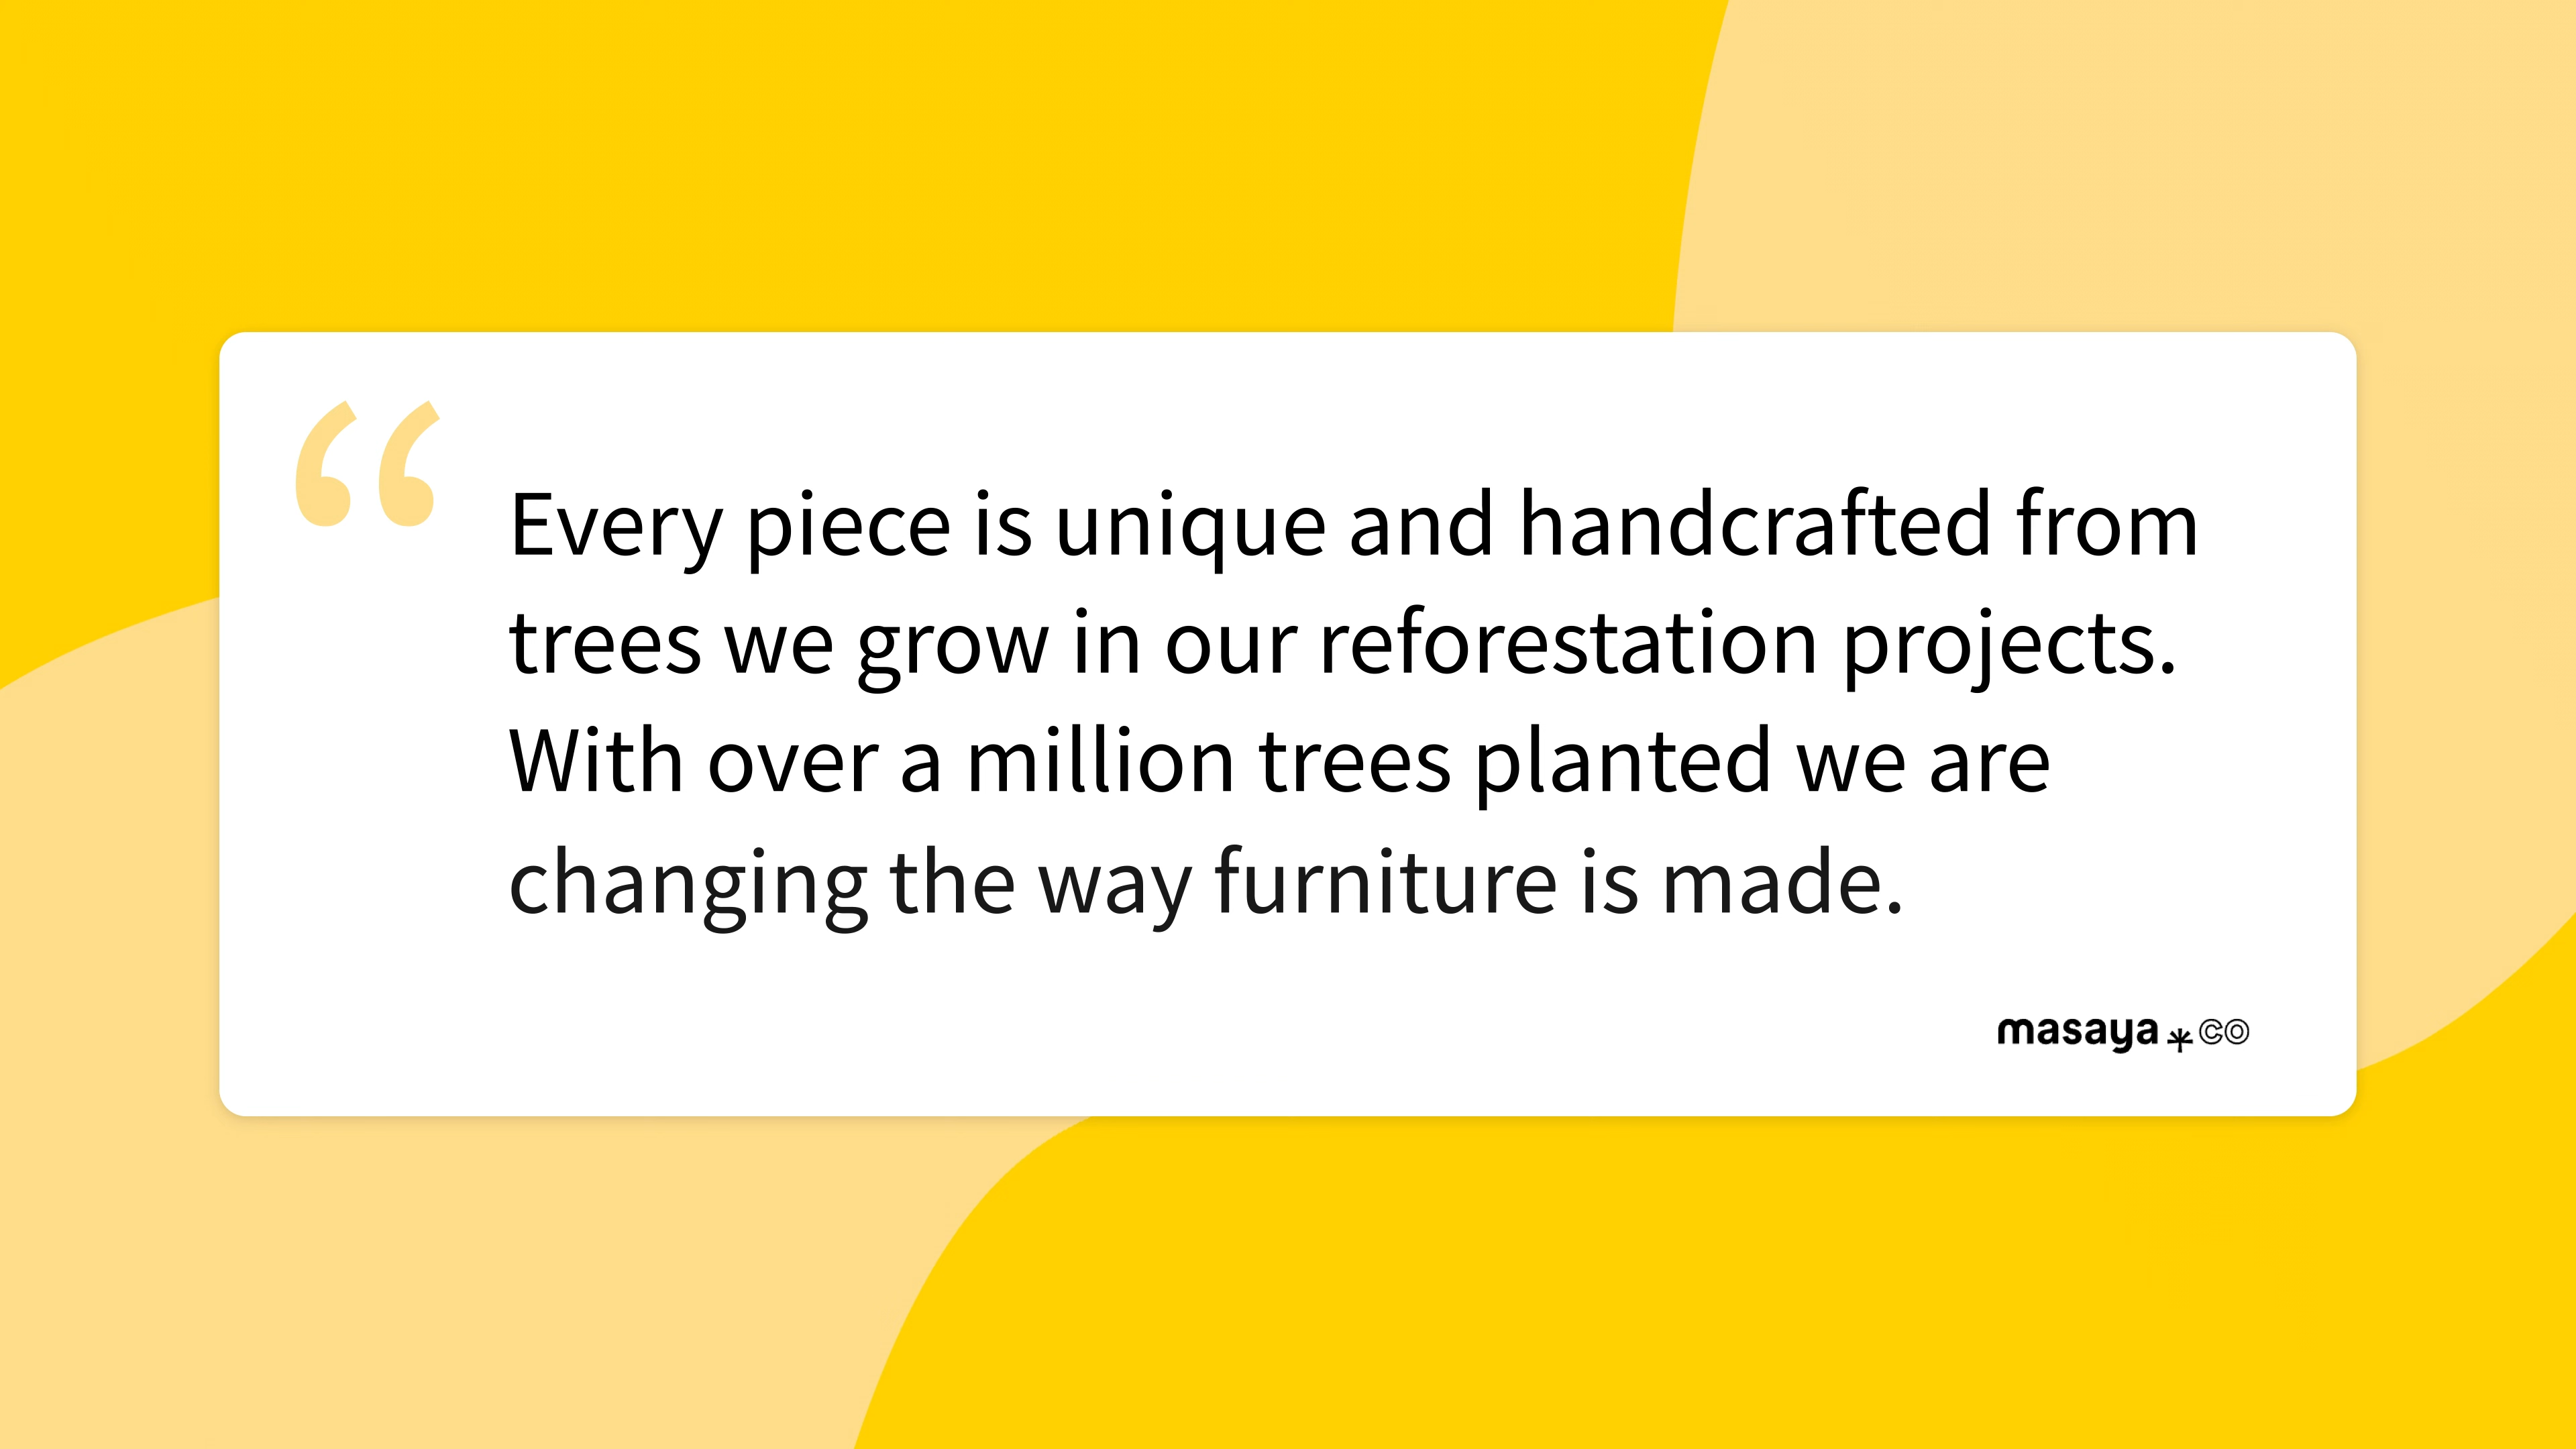 “
Every piece is unique and handcrafted from
trees we grow in our reforestation projects.
With over a million trees planted we are
changing the way furniture is made.
masaya co